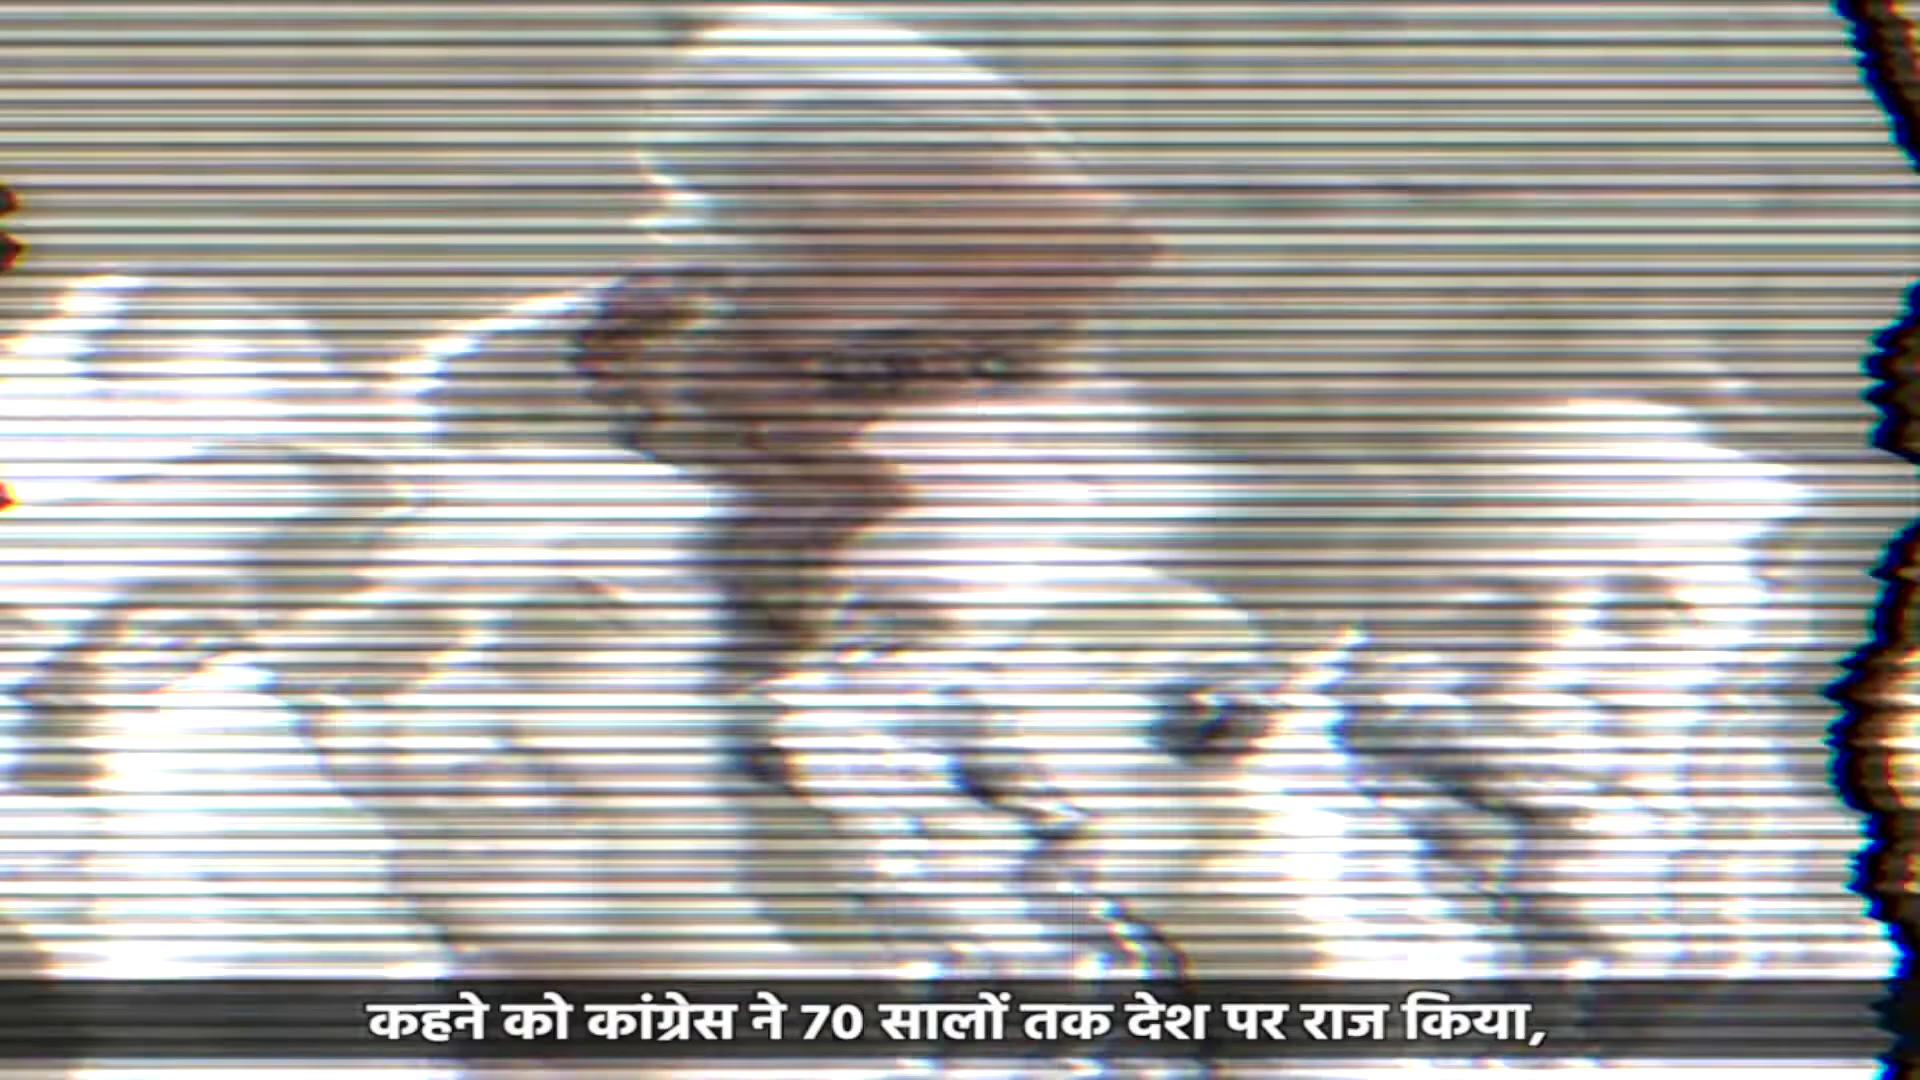 कहने को कांग्रेस ने 70 सालों तक देश पर राज किया,